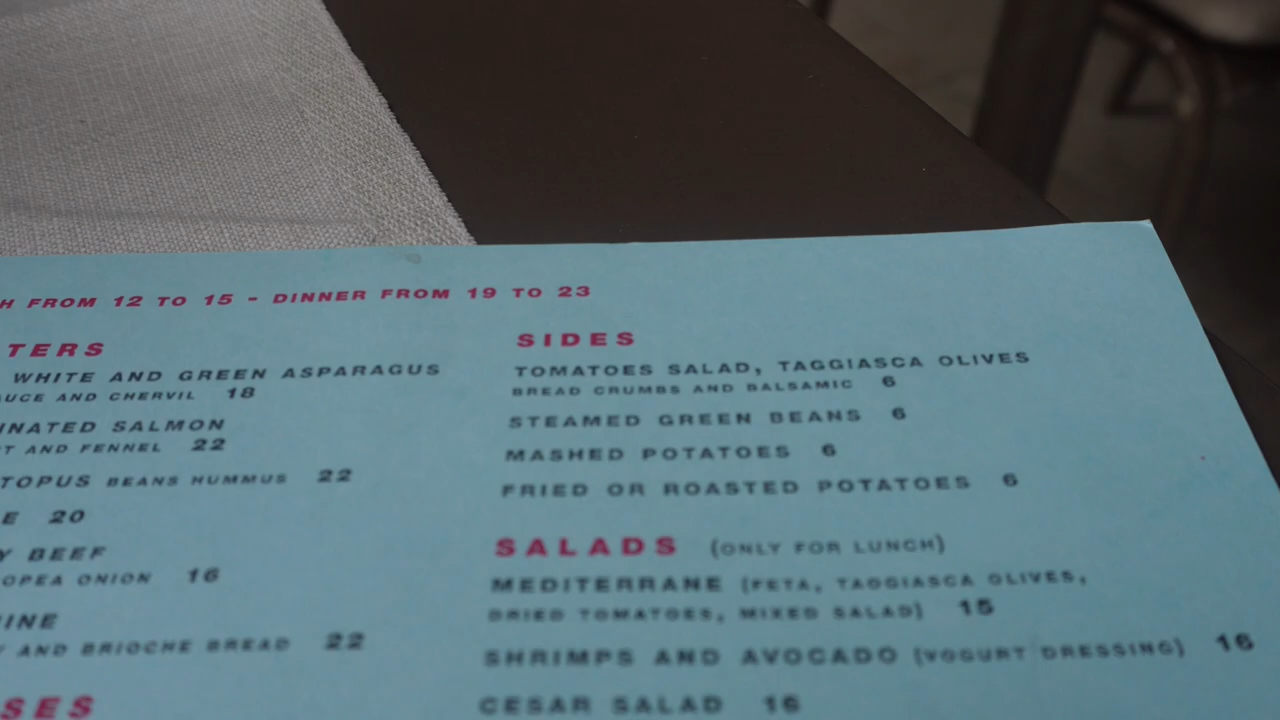 FROM 12 TO 15 - DINNER FROM 19 TO 23
WHITE AND GREEN ASPARAGUS
AND CHERVIL 18
SALMON
AND FENNEL 22
BEANS HUMMUS 22
20
BEEF
ONION 16
AND BRIOCHE BREAD 22
SIDES
TOMATOES SALAD, TAGGIASCA OLIVES
BREAD CRUMBS AND BALSAMIC 6
STEAMED GREEN BEANS 6
MASHED POTATOES 6
FRIED OR ROASTED POTATOES 6
SALADS (ONLY FOR LUNCH)
MEDITERRANE (FETA, TAGGIASCA OLIVES,
DRIED TOMATOES, MIXED SALAD) 15
SHRIMPS AND AVOCADO (YOGURT DRESSING) 16
CESAR SALAD 16